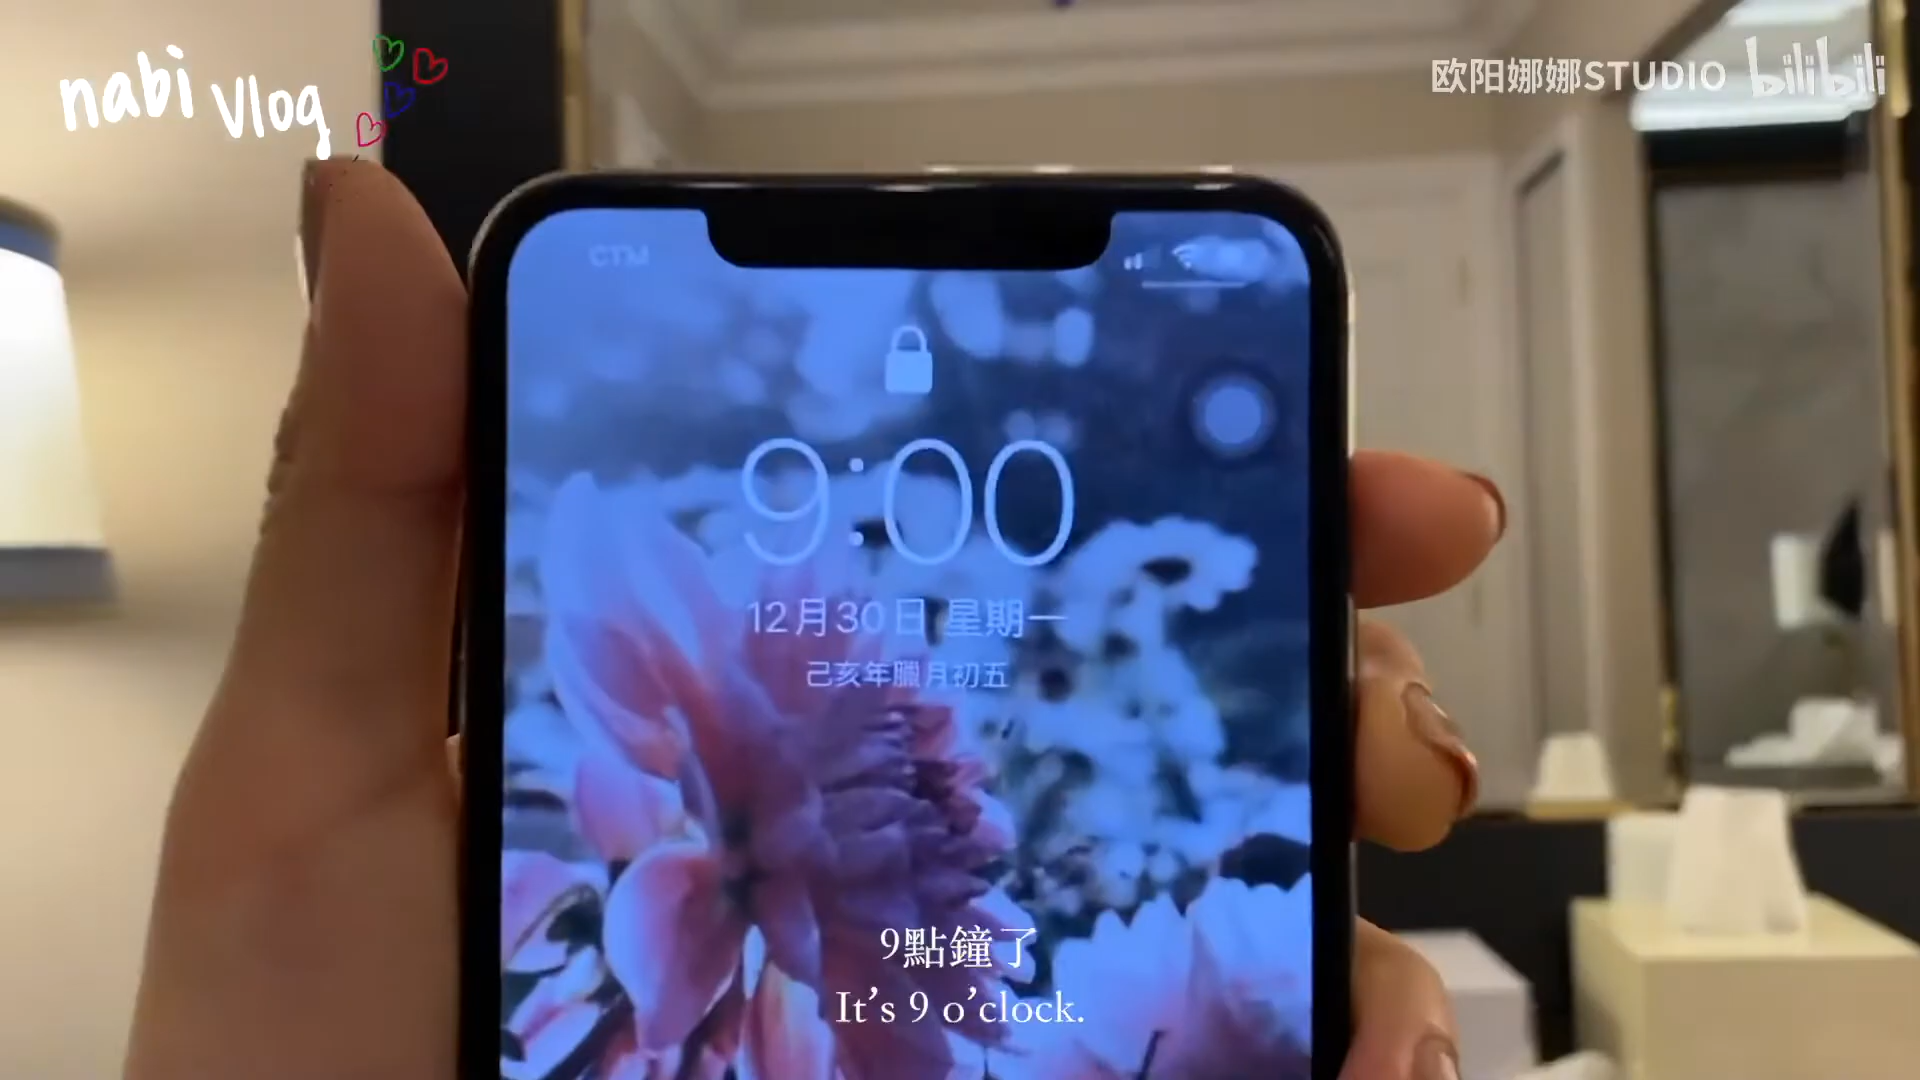 nabi vlog
欧阳娜娜STUDIO bilibili
CTM
9:00
12月30日 星期一
己亥年臘月初五
9點鐘了
It's 9 o'clock.